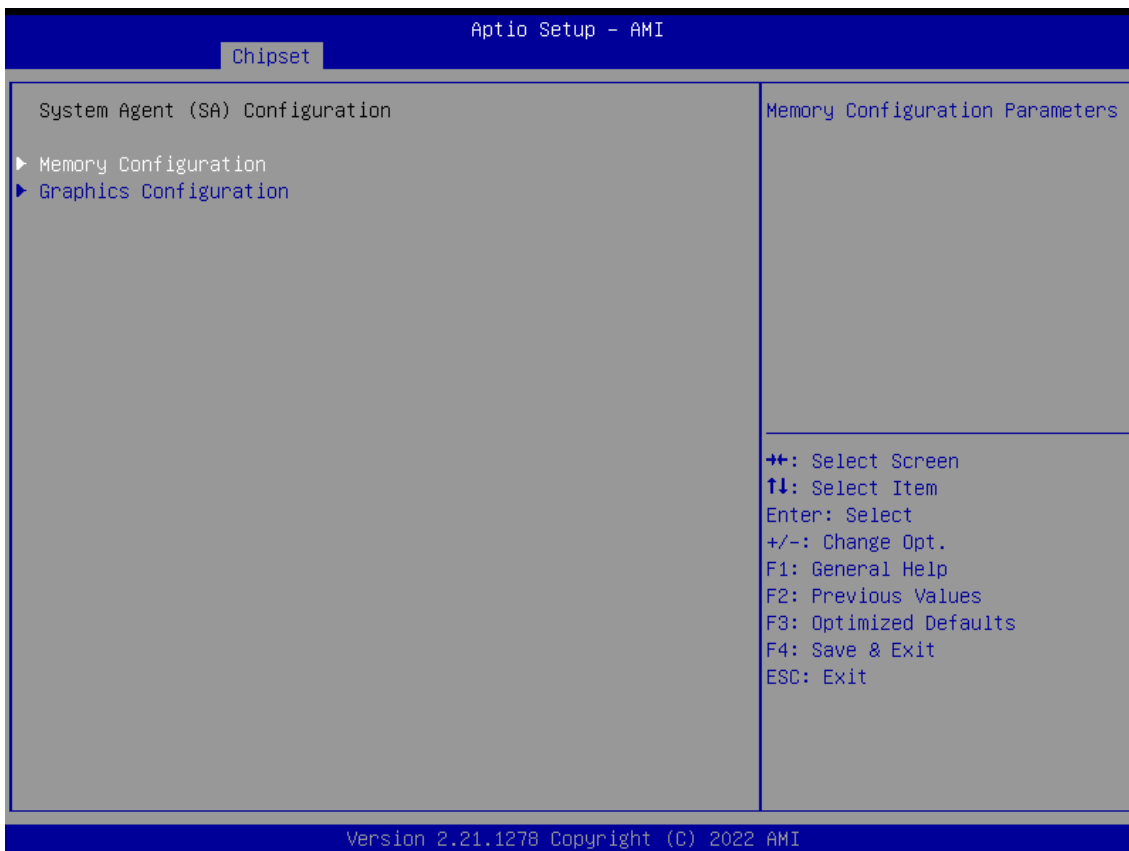 Aptio Setup - AMI
Chipset
System Agent (SA) Configuration
▶ Memory Configuration
▶ Graphics Configuration
Memory Configuration Parameters
→←: Select Screen
↑↓: Select Item
Enter: Select
+/-: Change Opt.
F1: General Help
F2: Previous Values
F3: Optimized Defaults
F4: Save & Exit
ESC: Exit
Version 2.21.1278 Copyright (C) 2022 AMI